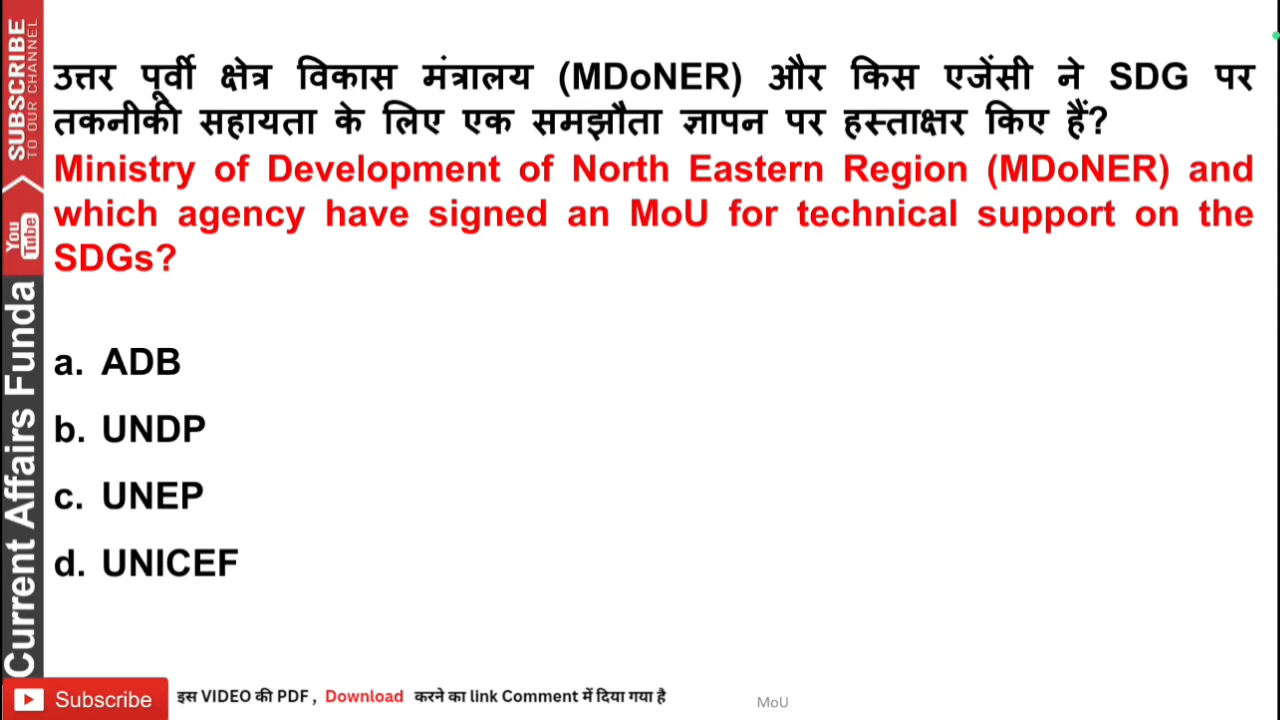 उत्तर पूर्वी क्षेत्र विकास मंत्रालय (MDoNER) और किस एजेंसी ने SDG पर
तकनीकी सहायता के लिए एक समझौता ज्ञापन पर हस्ताक्षर किए हैं?
Ministry of Development of North Eastern Region (MDoNER) and
which agency have signed an MoU for technical support on the
SDGs?
a. ADB
b. UNDP
c. UNEP
d. UNICEF
SUBSCRIBE
TO OUR CHANNEL
You
Tube
Current Affairs Funda
Subscribe
इस VIDEO की PDF , Download करने का link Comment में दिया गया है
MoU